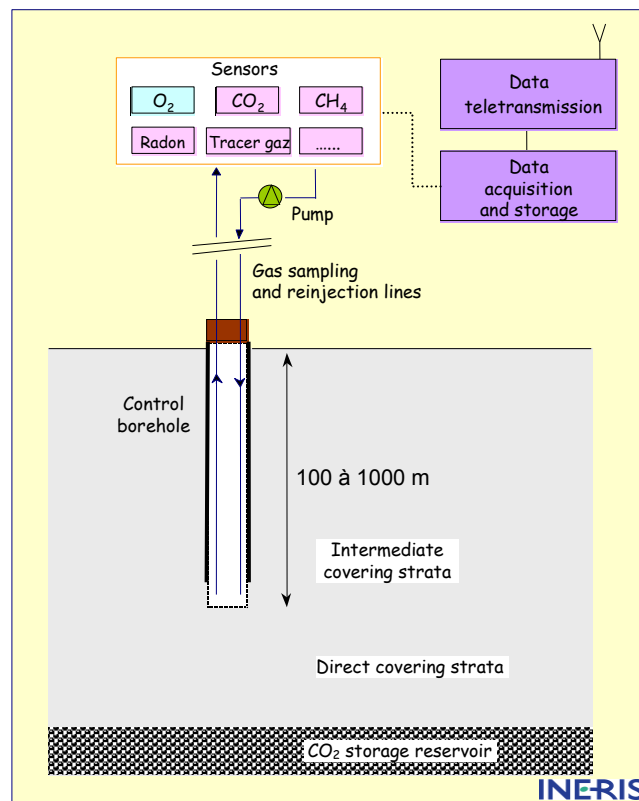 Sensors
O₂
CO₂
CH₄
Radon
Tracer gaz
......
Data
teletransmission
Data
acquisition
and storage
Pump
Gas sampling
and reinjection lines
Control
borehole
100 à 1000 m
Intermediate
covering strata
Direct covering strata
CO₂ storage reservoir
INERIS